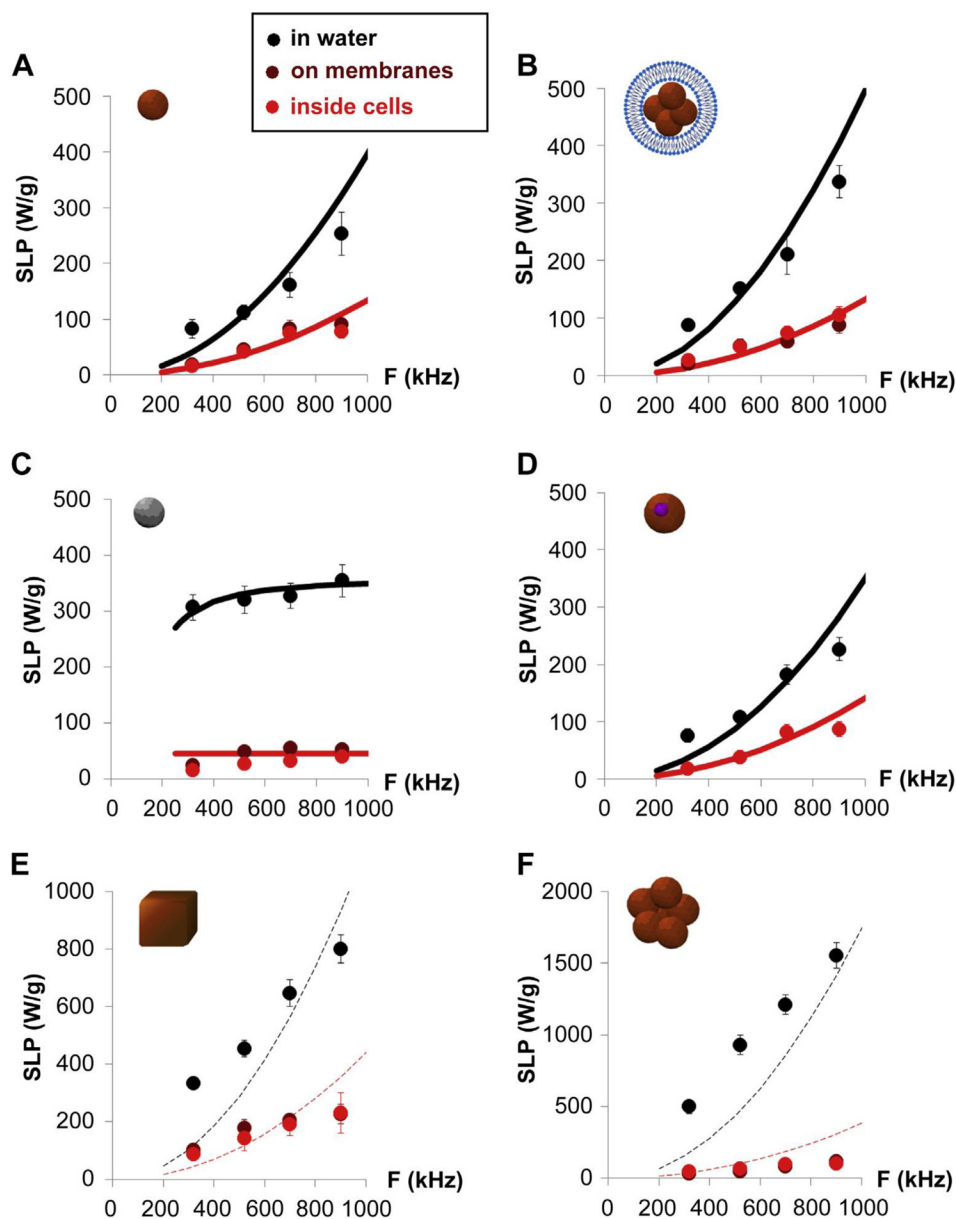 in water
on membranes
inside cells
A
500
400
300
200
100
0
SLP (W/g)
F (kHz)
0 200 400 600 800 1000
B
500
400
300
200
100
0
SLP (W/g)
F (kHz)
0 200 400 600 800 1000
C
500
400
300
200
100
0
SLP (W/g)
F (kHz)
0 200 400 600 800 1000
D
500
400
300
200
100
0
SLP (W/g)
F (kHz)
0 200 400 600 800 1000
E
1000
800
600
400
200
0
SLP (W/g)
F (kHz)
0 200 400 600 800 1000
F
2000
1500
1000
500
0
SLP (W/g)
F (kHz)
0 200 400 600 800 1000